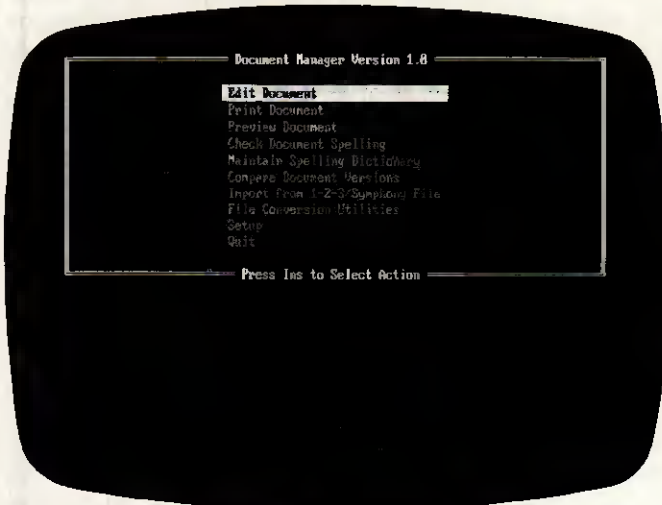 Document Manager Version 1.0
Edit Document
Print Document
Preview Document
Check Document Spelling
Maintain Spelling Dictionary
Compare Document Versions
Import from 1-2-3/Symphony File
File Conversion Utilities
Setup
Quit
Press Ins to Select Action